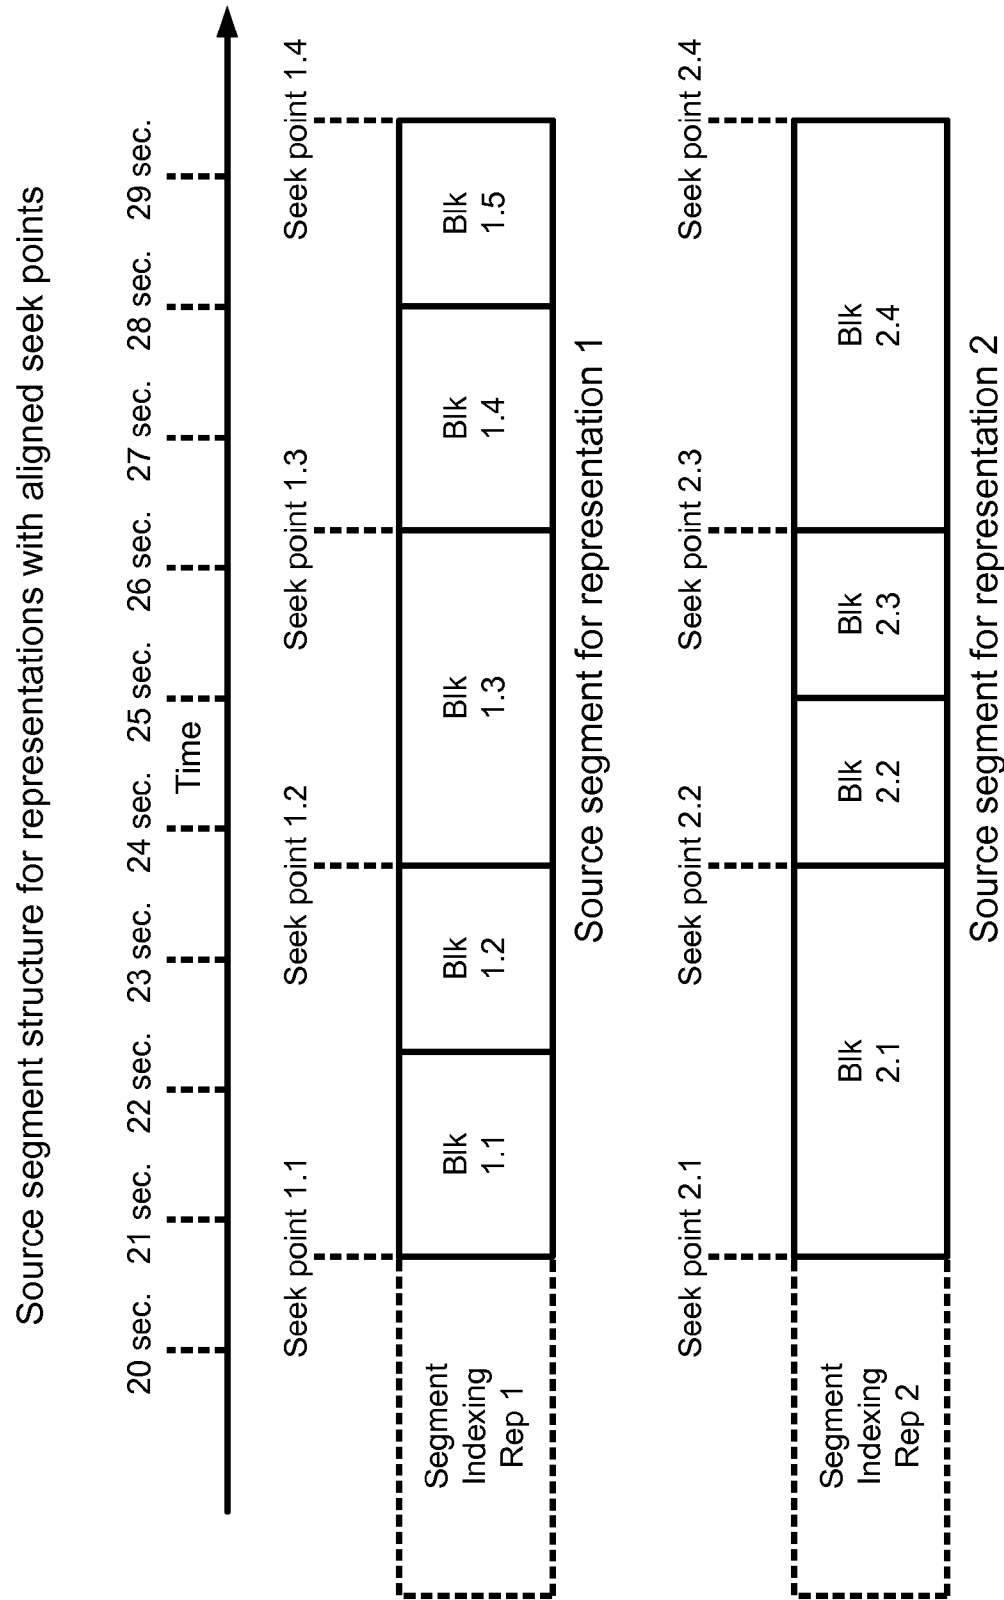 Source segment structure for representations with aligned seek points
20 sec.
21 sec.
22 sec.
23 sec.
24 sec.
25 sec.
26 sec.
27 sec.
28 sec.
29 sec.
Time
Seek point 1.1
Seek point 1.2
Seek point 1.3
Seek point 1.4
Segment
Indexing
Rep 1
Blk
1.1
Blk
1.2
Blk
1.3
Blk
1.4
Blk
1.5
Source segment for representation 1
Seek point 2.1
Seek point 2.2
Seek point 2.3
Seek point 2.4
Segment
Indexing
Rep 2
Blk
2.1
Blk
2.2
Blk
2.3
Blk
2.4
Source segment for representation 2